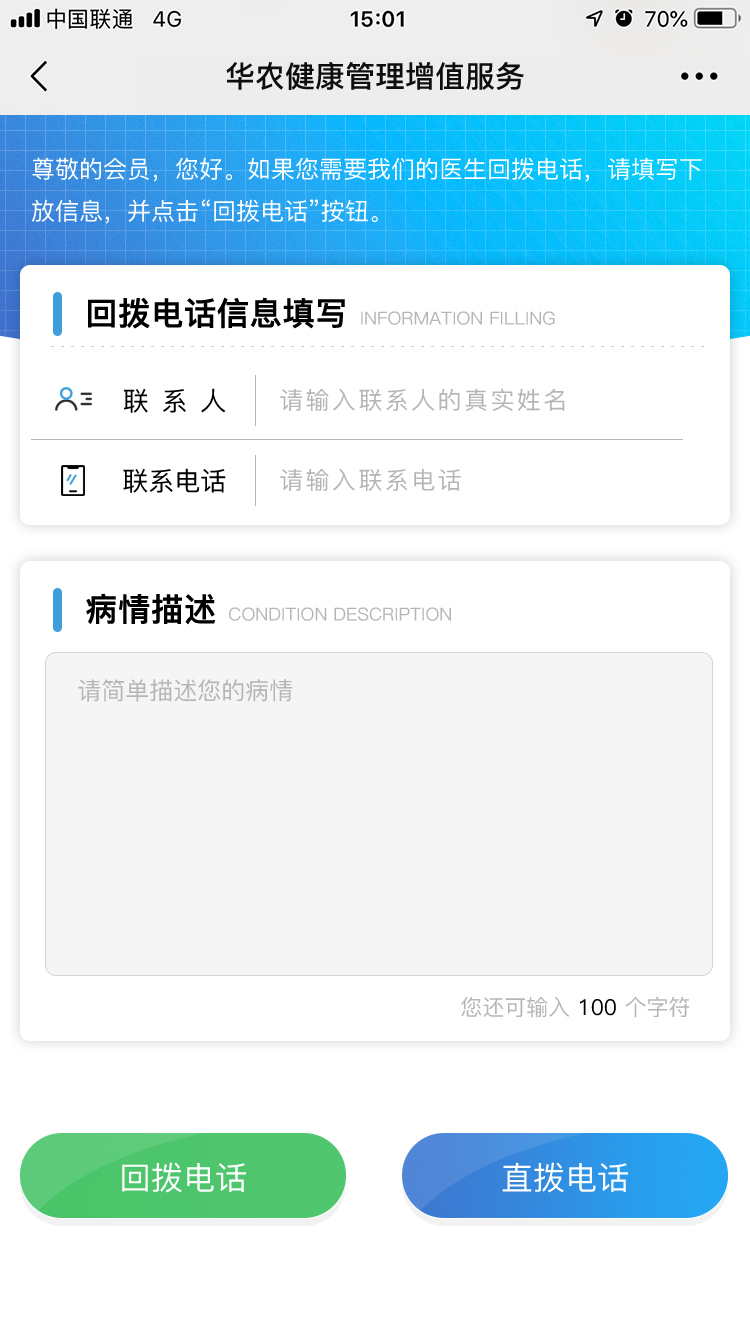 中国联通 4G 15:01 70%
华农健康管理增值服务
尊敬的会员，您好。如果您需要我们的医生回拨电话，请填写下
放信息，并点击“回拨电话”按钮。
回拨电话信息填写 INFORMATION FILLING
联系人 请输入联系人的真实姓名
联系电话 请输入联系电话
病情描述 CONDITION DESCRIPTION
请简单描述您的病情
您还可输入 100 个字符
回拨电话 直拨电话